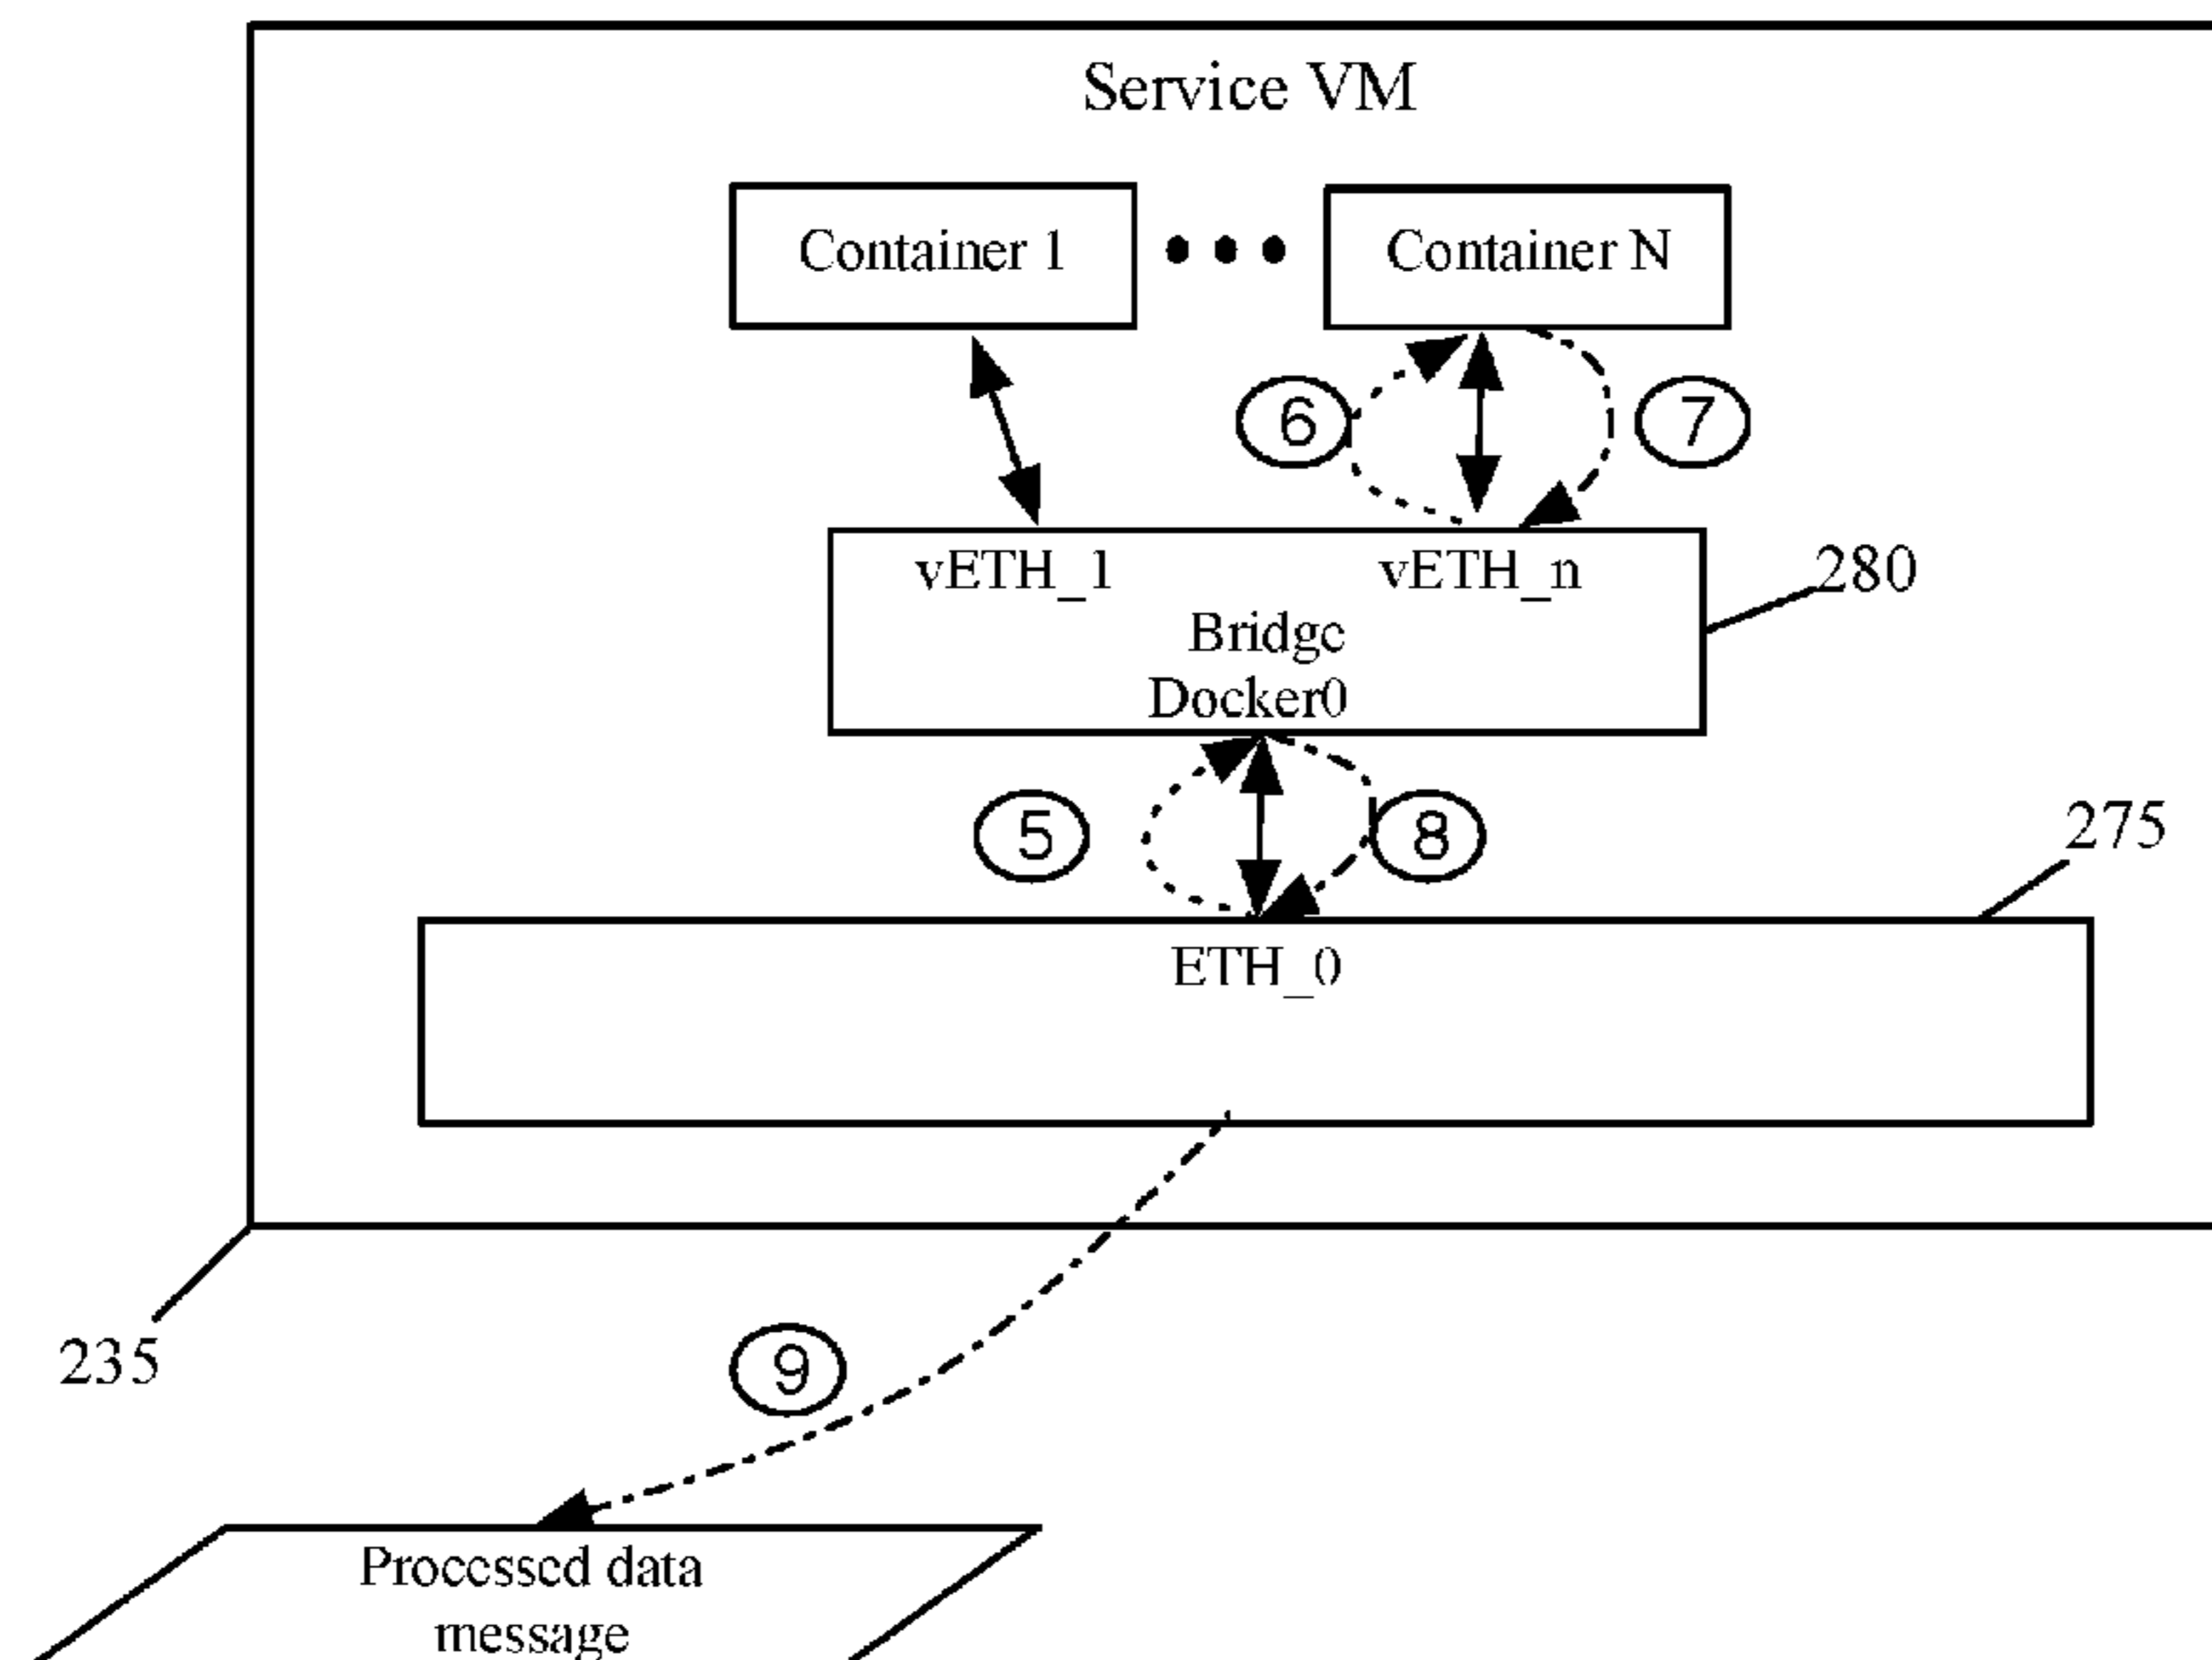 Service VM
Container 1
Container N
6
7
vETH_1
vETH_n
280
Bridge
Docker0
5
8
275
ETH_0
235
9
Processed data
message